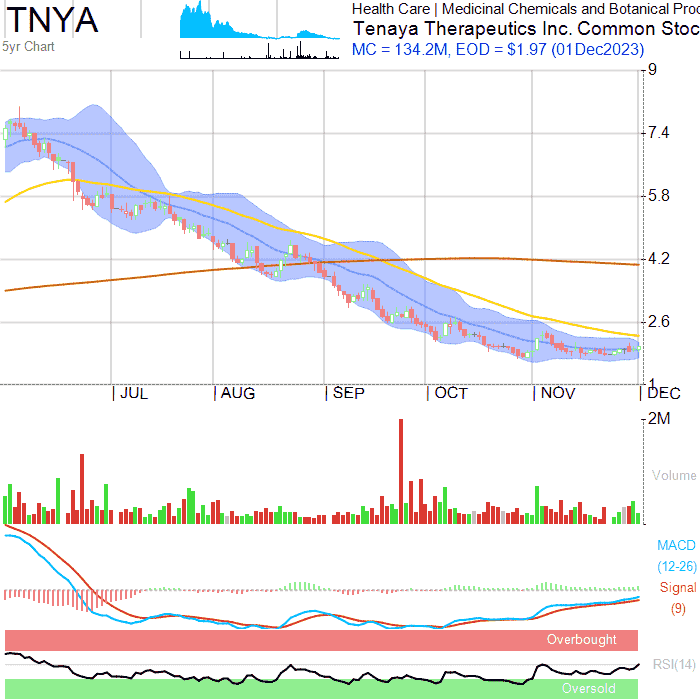 TNYA
5yr Chart
Health Care | Medicinal Chemicals and Botanical Pro
Tenaya Therapeutics Inc. Common Stoc
MC = 134.2M, EOD = $1.97 (01Dec2023)
9
7.4
5.8
4.2
2.6
1
JUL
AUG
SEP
OCT
NOV
DEC
2M
Volume
MACD
(12-26)
Signal
(9)
Overbought
RSI(14)
Oversold